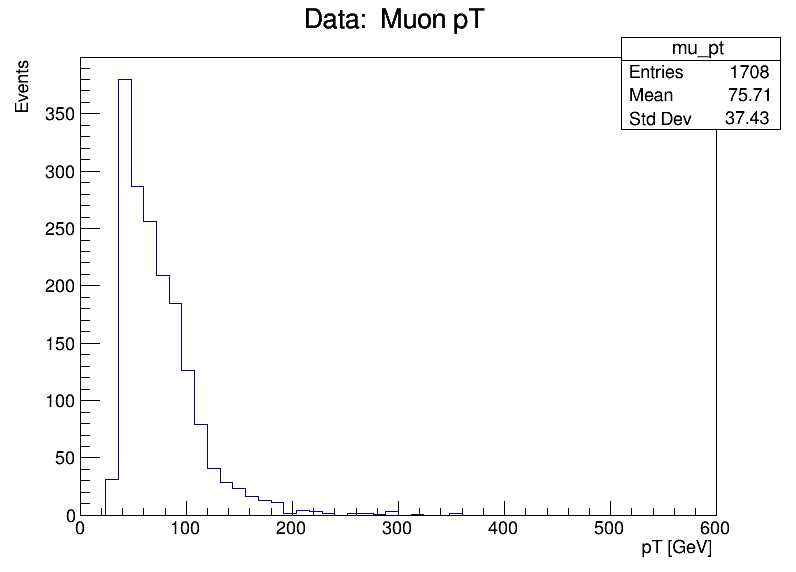 Data: Muon pT
mu_pt
Entries 1708
Mean 75.71
Std Dev 37.43
Events
350
300
250
200
150
100
50
0
0 100 200 300 400 500 600
pT [GeV]